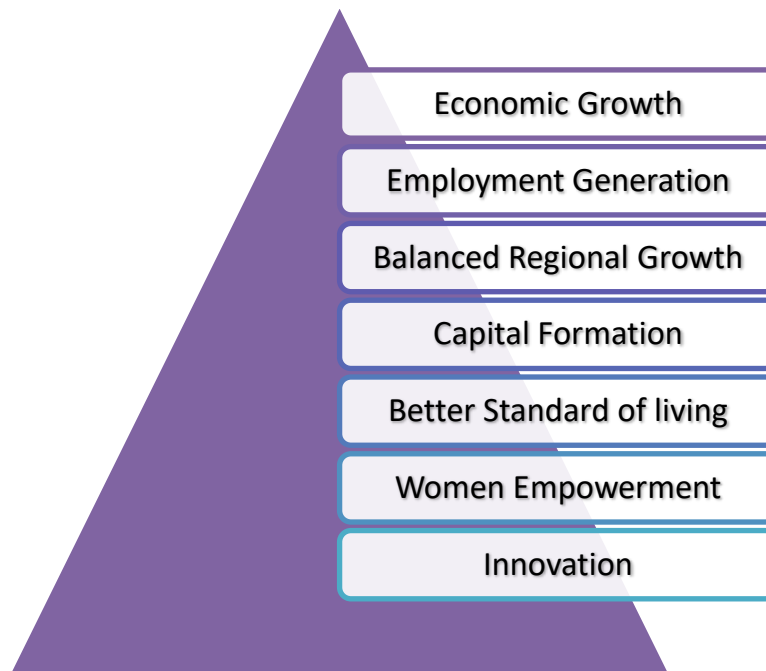 Economic Growth
Employment Generation
Balanced Regional Growth
Capital Formation
Better Standard of living
Women Empowerment
Innovation